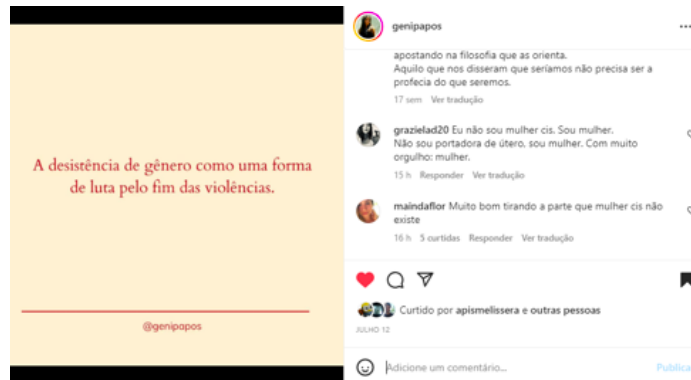 A desistência de gênero como uma forma
de luta pelo fim das violências.
@genipapos
genipapos
apostando na filosofia que as orienta.
Aquilo que nos disseram que seríamos não precisa ser a
profecia do que seremos.
17 sem Ver tradução
grazielad20 Eu não sou mulher cis. Sou mulher.
Não sou portadora de útero, sou mulher. Com muito
orgulho: mulher.
15 h Responder Ver tradução
maindaflor Muito bom tirando a parte que mulher cis não
existe
16 h 5 curtidas Responder Ver tradução
Curtido por apismelissera e outras pessoas
JULHO 12
Adicione um comentário...
Publica